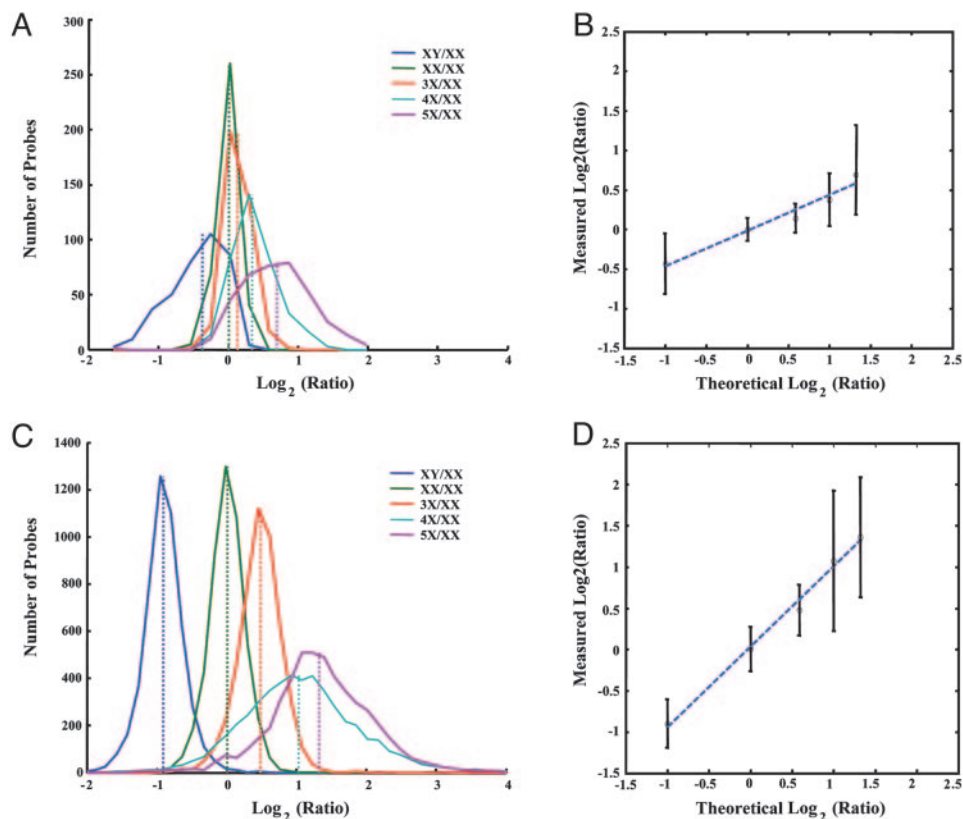 A
Number of Probes
300
250
200
150
100
50
0
-2
-1
0
1
2
3
4
Log2 (Ratio)
XY/XX
XX/XX
3X/XX
4X/XX
5X/XX
B
Measured Log2(Ratio)
2.5
2
1.5
1
0.5
0
-0.5
-1
-1.5
-1.5
-1
-0.5
0
0.5
1
1.5
2
2.5
Theoretical Log2 (Ratio)
C
Number of Probes
1400
1200
1000
800
600
400
200
0
-2
-1
0
1
2
3
4
Log2 (Ratio)
XY/XX
XX/XX
3X/XX
4X/XX
5X/XX
D
Measured Log2(Ratio)
2.5
2
1.5
1
0.5
0
-0.5
-1
-1.5
-1.5
-1
-0.5
0
0.5
1
1.5
2
2.5
Theoretical Log2 (Ratio)